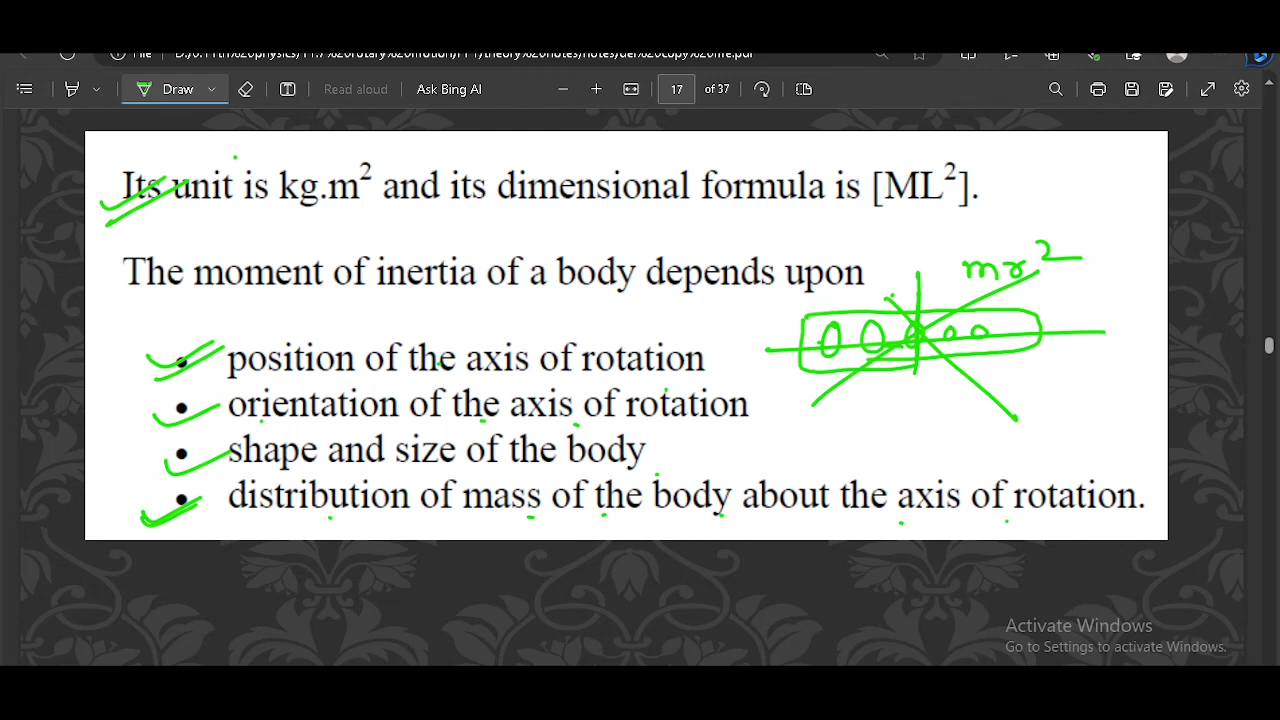 File
Draw
Read aloud
Ask Bing AI
17
of 37
Its unit is kg.m² and its dimensional formula is [ML²].
The moment of inertia of a body depends upon
mr²
• position of the axis of rotation
• orientation of the axis of rotation
• shape and size of the body
• distribution of mass of the body about the axis of rotation.
Activate Windows
Go to Settings to activate Windows.